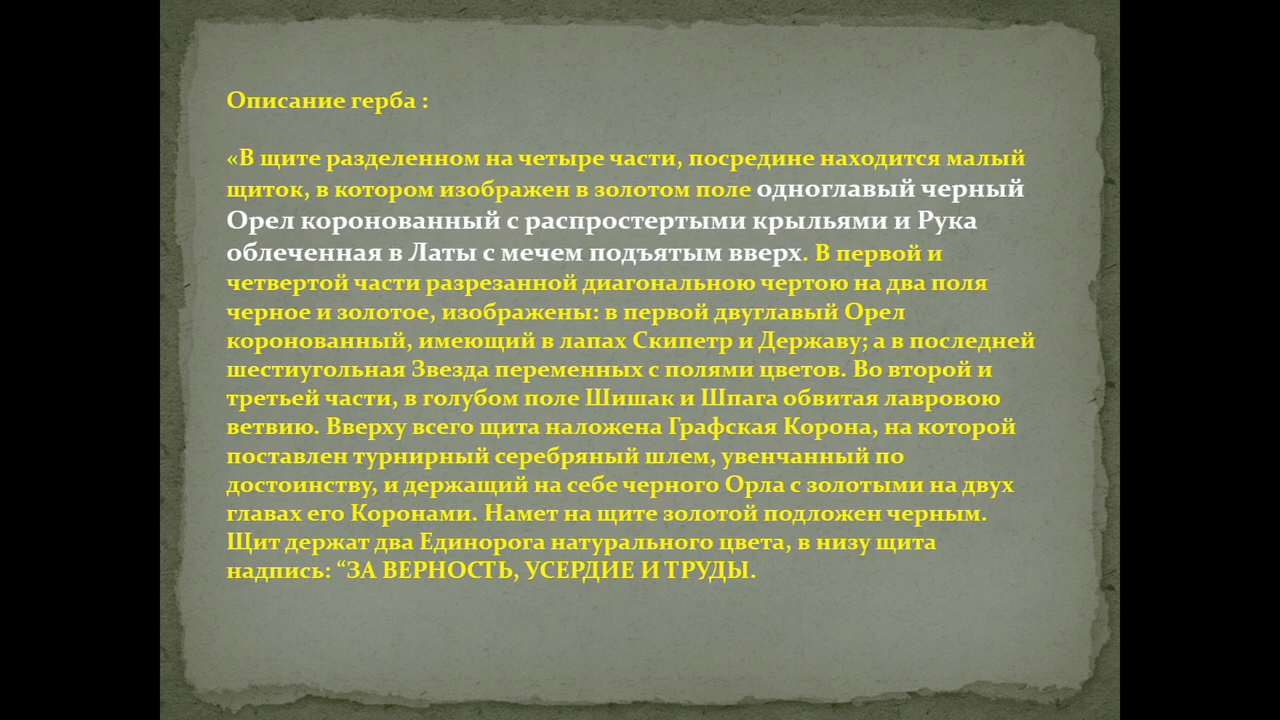 Описание герба :
«В щите разделенном на четыре части, посредине находится малый
щиток, в котором изображен в золотом поле одноглавый черный
Орел коронованный с распростертыми крыльями и Рука
облеченная в Латы с мечем подъятым вверх. В первой и
четвертой части разрезанной диагональною чертою на два поля
черное и золотое, изображены: в первой двуглавый Орел
коронованный, имеющий в лапах Скипетр и Державу; а в последней
шестиугольная Звезда переменных с полями цветов. Во второй и
третьей части, в голубом поле Шишак и Шпага обвитая лавровою
ветвию. Вверху всего щита наложена Графская Корона, на которой
поставлен турнирный серебряный шлем, увенчанный по
достоинству, и держащий на себе черного Орла с золотыми на двух
главах его Коронами. Намет на щите золотой подложен черным.
Щит держат два Единорога натурального цвета, в низу щита
надпись: “ЗА ВЕРНОСТЬ, УСЕРДИЕ И ТРУДЫ.